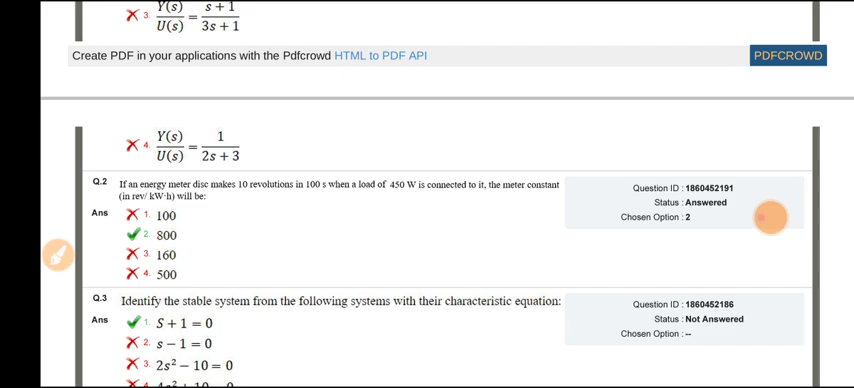 3. Y(s)/U(s) = s + 1/3s + 1
Create PDF in your applications with the Pdfcrowd HTML to PDF API
PDFCROWD
4. Y(s)/U(s) = 1/2s + 3
Q.2 If an energy meter disc makes 10 revolutions in 100 s when a load of 450 W is connected to it, the meter constant
(in rev/ kW·h) will be:
Ans
1. 100
2. 800
3. 160
4. 500
Question ID : 1860452191
Status : Answered
Chosen Option : 2
Q.3 Identify the stable system from the following systems with their characteristic equation:
Ans
1. S + 1 = 0
2. s − 1 = 0
3. 2s² − 10 = 0
Question ID : 1860452186
Status : Not Answered
Chosen Option : --